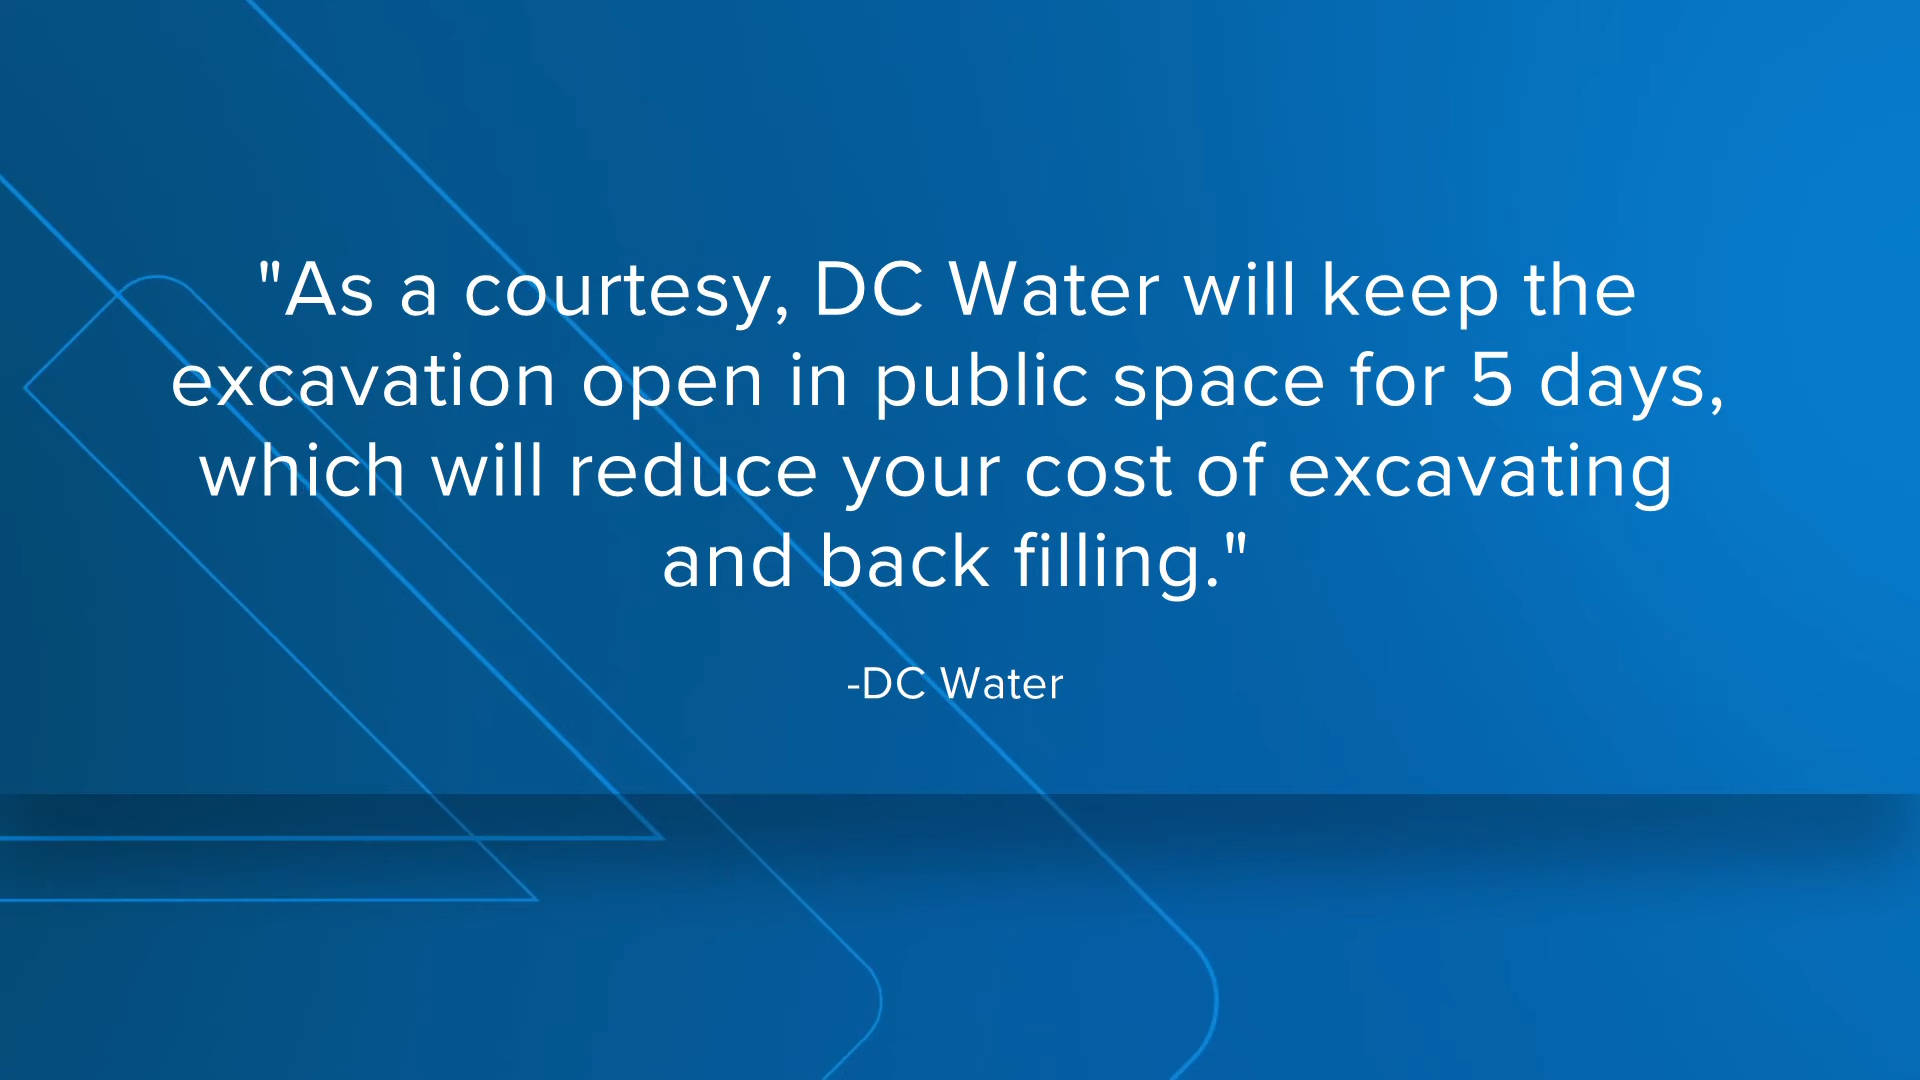 "As a courtesy, DC Water will keep the
excavation open in public space for 5 days,
which will reduce your cost of excavating
and back filling."
-DC Water